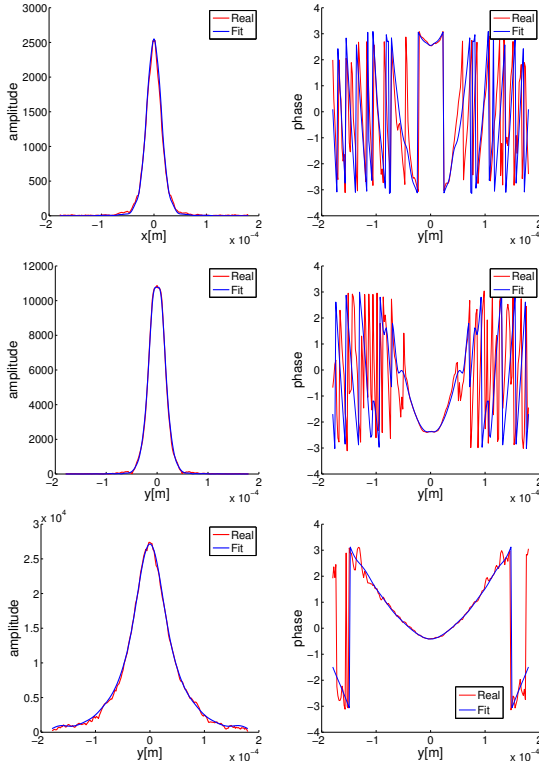 3000
2500
2000
1500
1000
500
0
amplitude
−2
−1
0
1
2
x[m]
x 10⁻⁴
Real
Fit
4
3
2
1
0
−1
−2
−3
−4
phase
−2
−1
0
1
2
y[m]
x 10⁻⁴
Real
Fit
12000
10000
8000
6000
4000
2000
0
amplitude
−2
−1
0
1
2
y[m]
x 10⁻⁴
Real
Fit
4
3
2
1
0
−1
−2
−3
−4
phase
−2
−1
0
1
2
y[m]
x 10⁻⁴
Real
Fit
x 10⁴
3
2.5
2
1.5
1
0.5
0
amplitude
−2
−1
0
1
2
y[m]
x 10⁻⁴
Real
Fit
4
3
2
1
0
−1
−2
−3
−4
phase
−2
−1
0
1
2
y[m]
x 10⁻⁴
Real
Fit